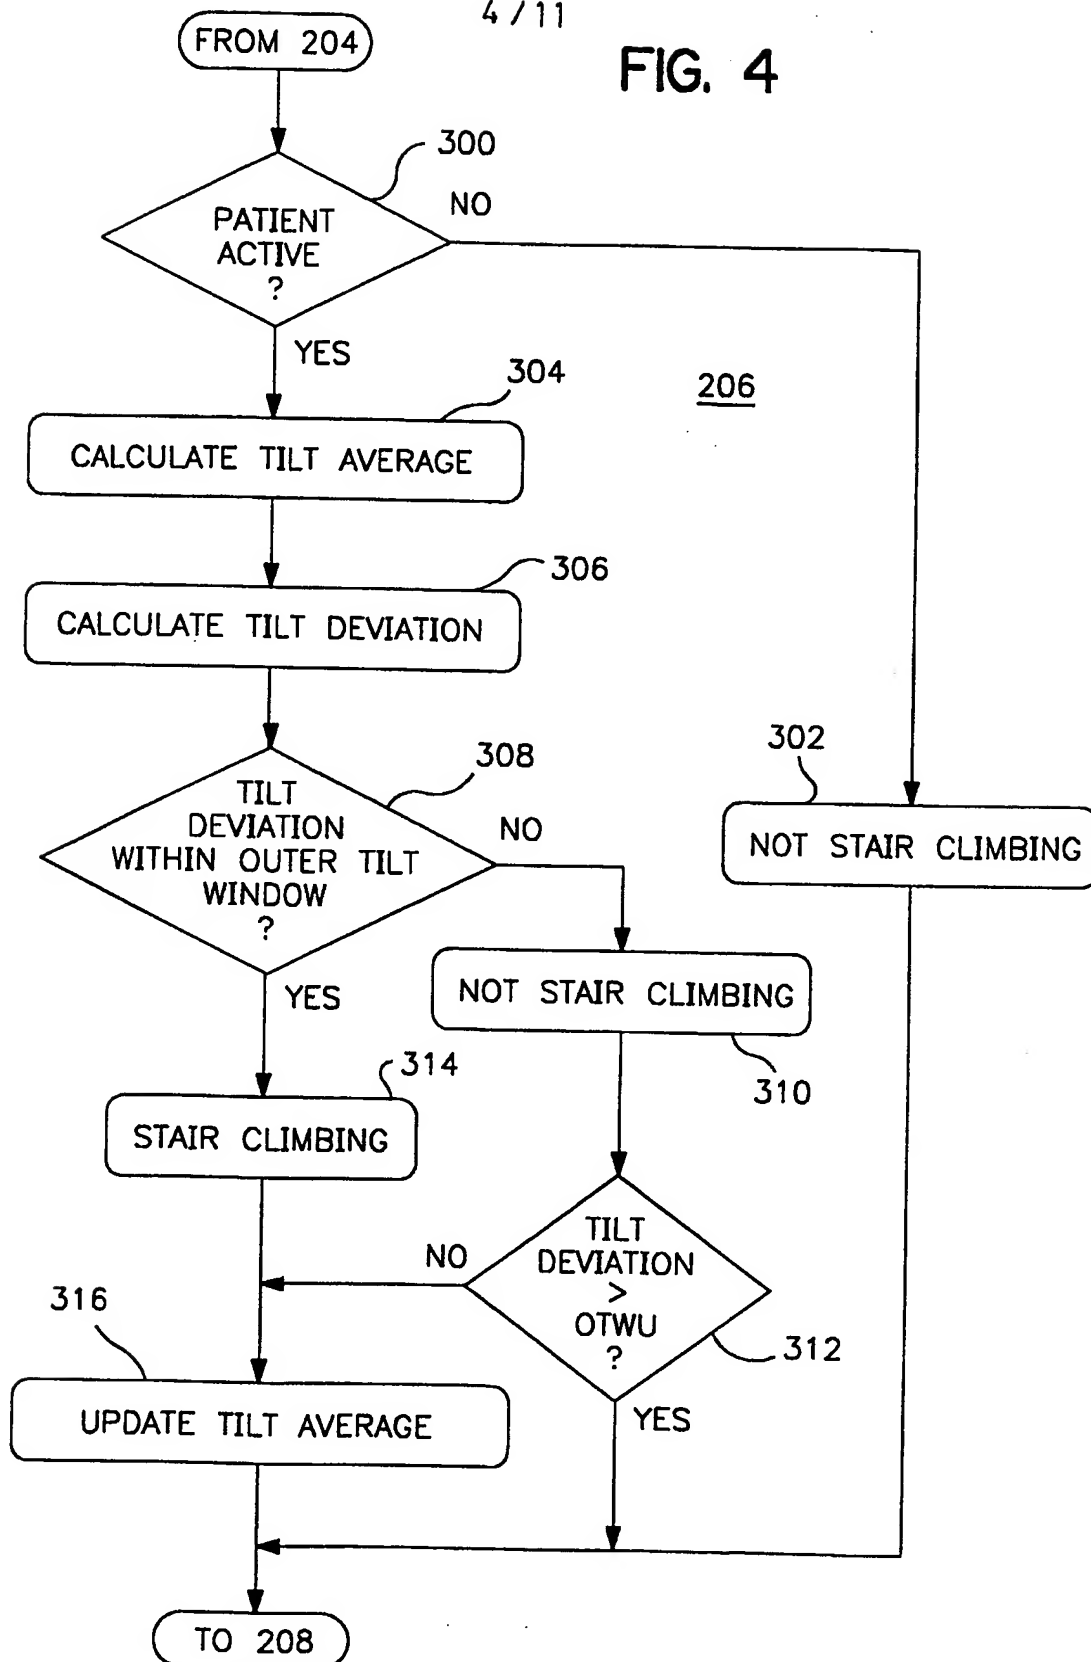 4/11
FIG. 4
FROM 204
300
PATIENT
ACTIVE
?
NO
YES
304
206
CALCULATE TILT AVERAGE
306
CALCULATE TILT DEVIATION
308
TILT
DEVIATION
WITHIN OUTER TILT
WINDOW
?
NO
YES
302
NOT STAIR CLIMBING
NOT STAIR CLIMBING
310
314
STAIR CLIMBING
TILT
DEVIATION
>
OTWU
?
NO
312
YES
316
UPDATE TILT AVERAGE
TO 208